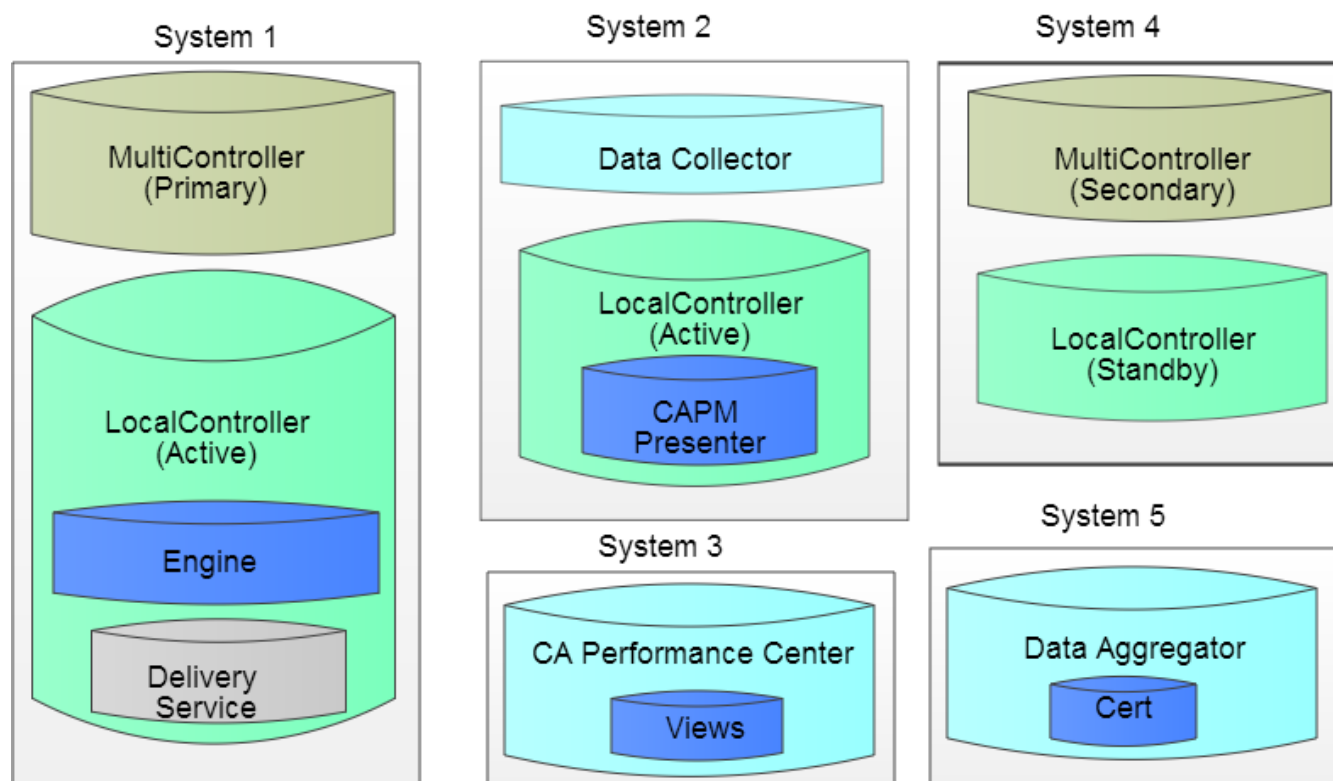 System 1
MultiController
(Primary)
LocalController
(Active)
Engine
Delivery
Service
System 2
Data Collector
LocalController
(Active)
CAPM
Presenter
System 3
CA Performance Center
Views
System 4
MultiController
(Secondary)
LocalController
(Standby)
System 5
Data Aggregator
Cert